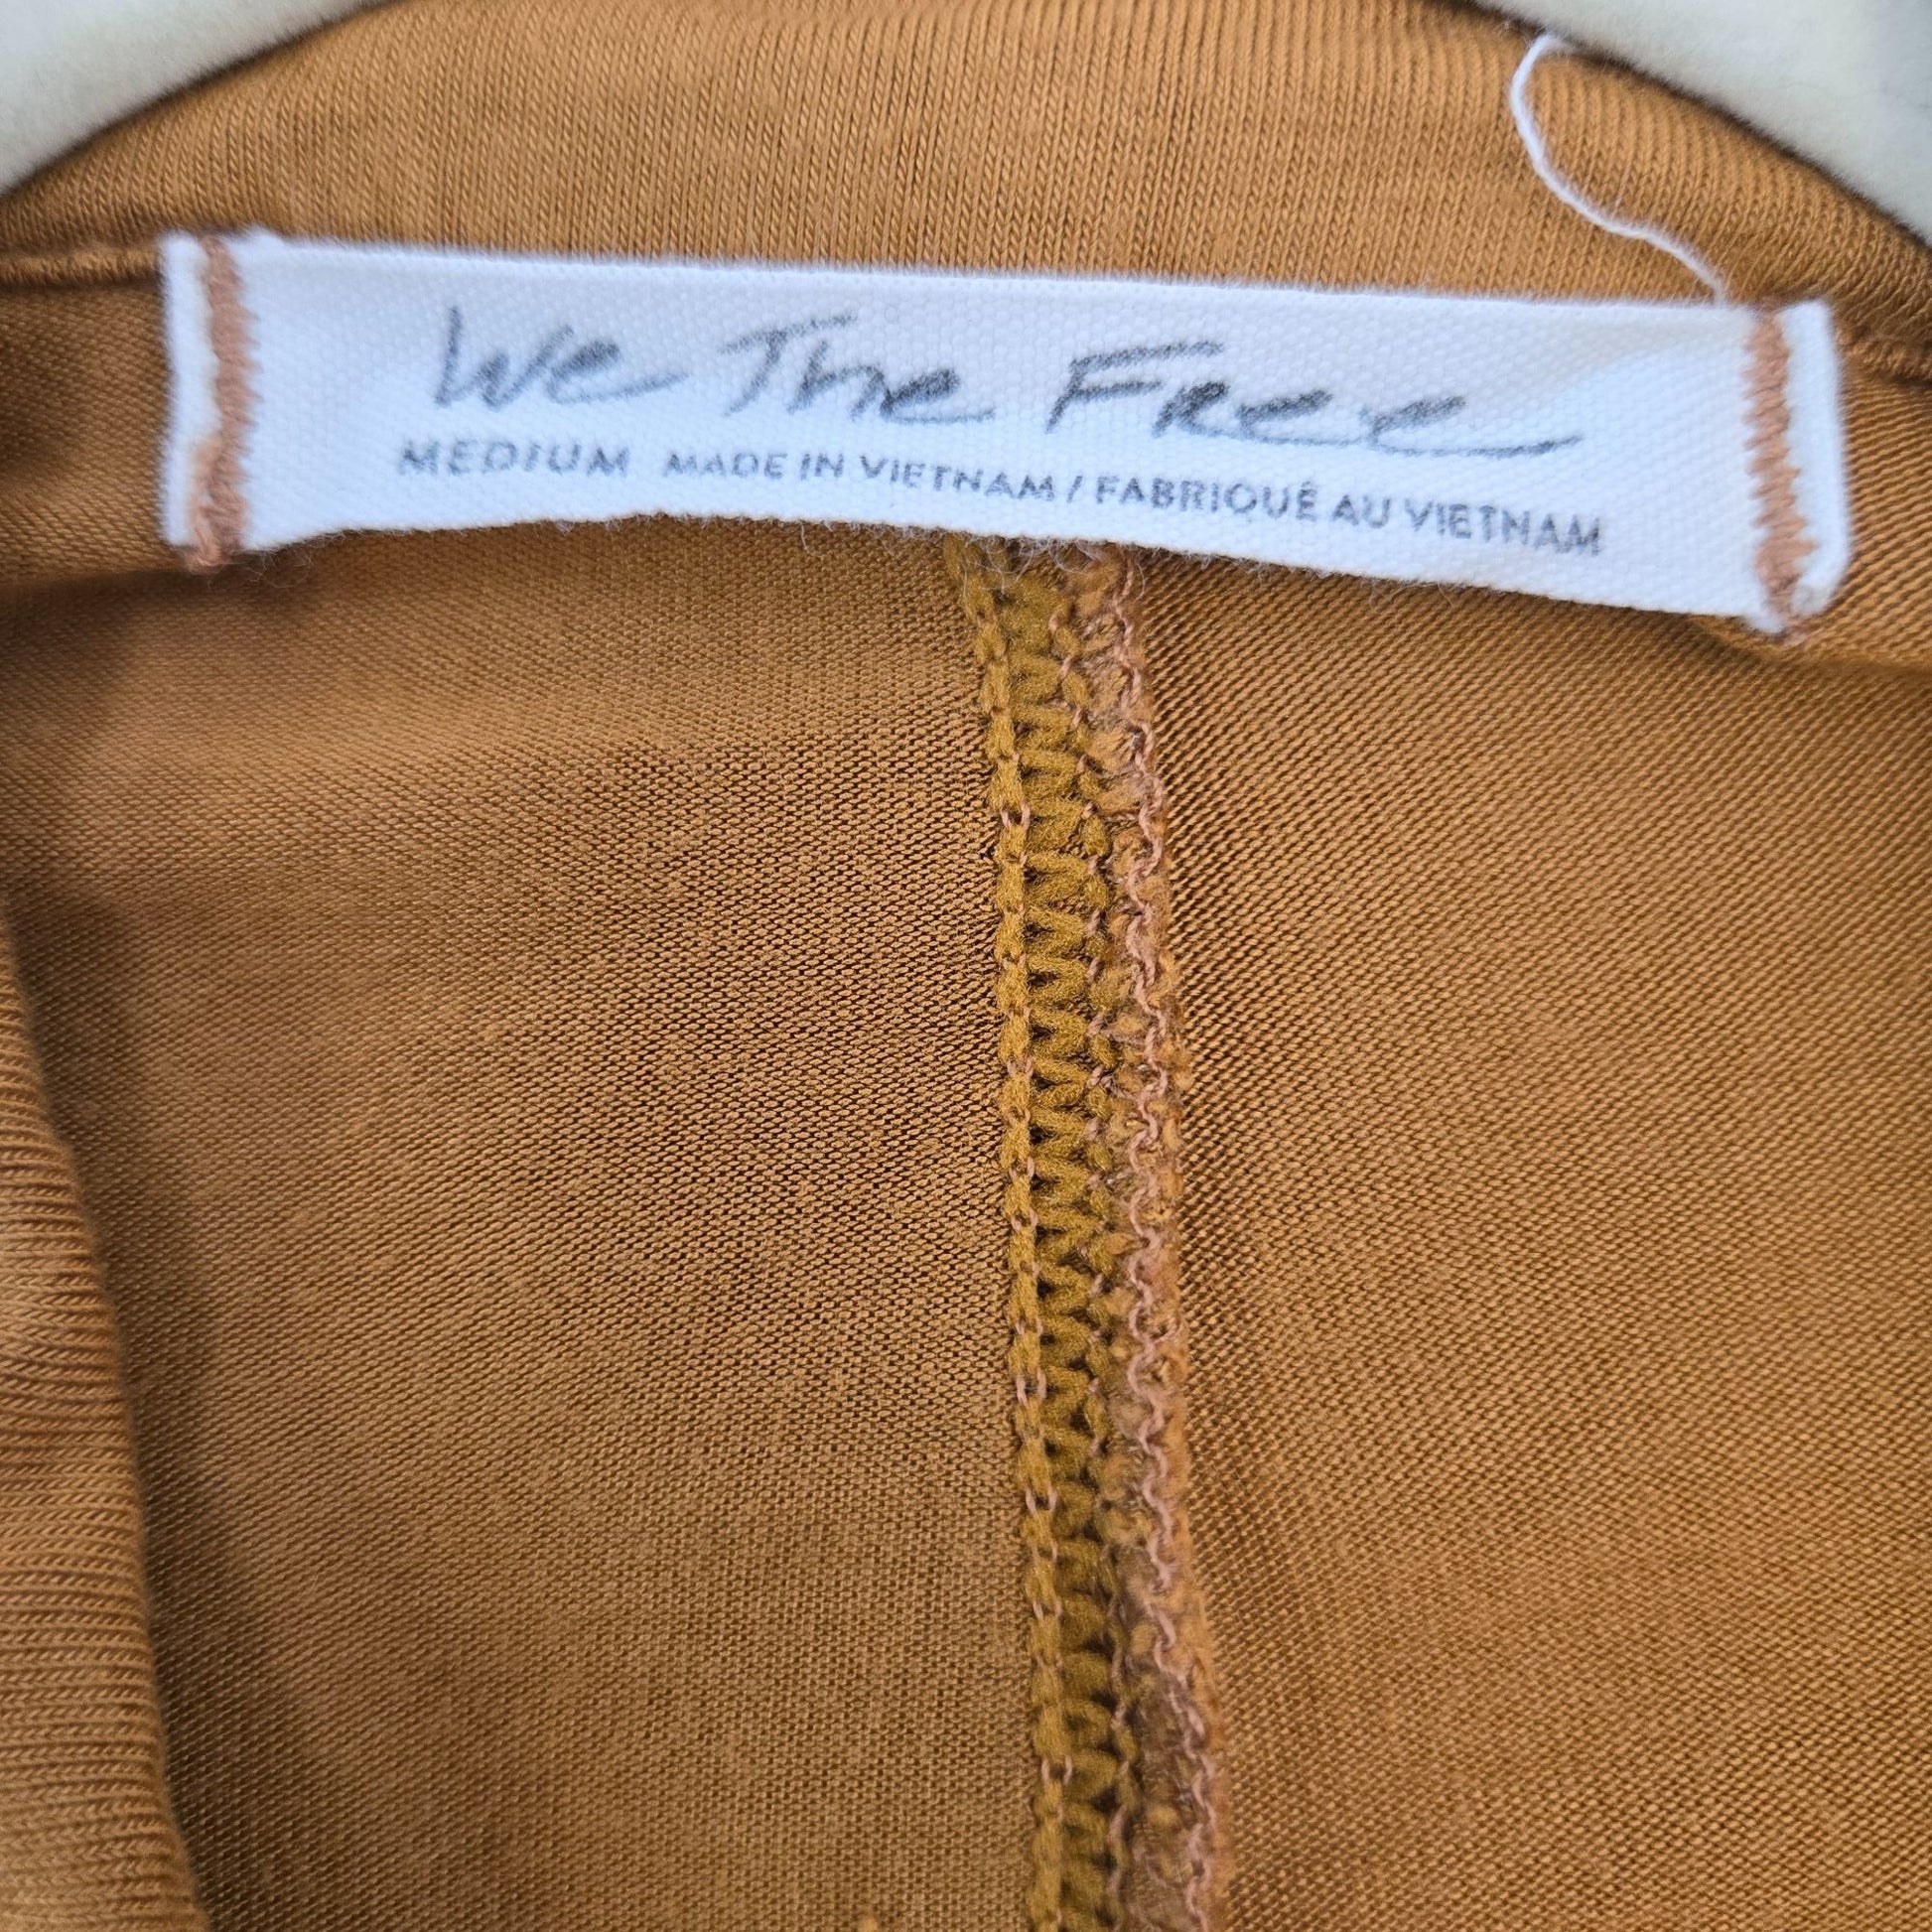 We The Free
MEDIUM MADE IN VIETNAM / FABRIQUÉ AU VIETNAM